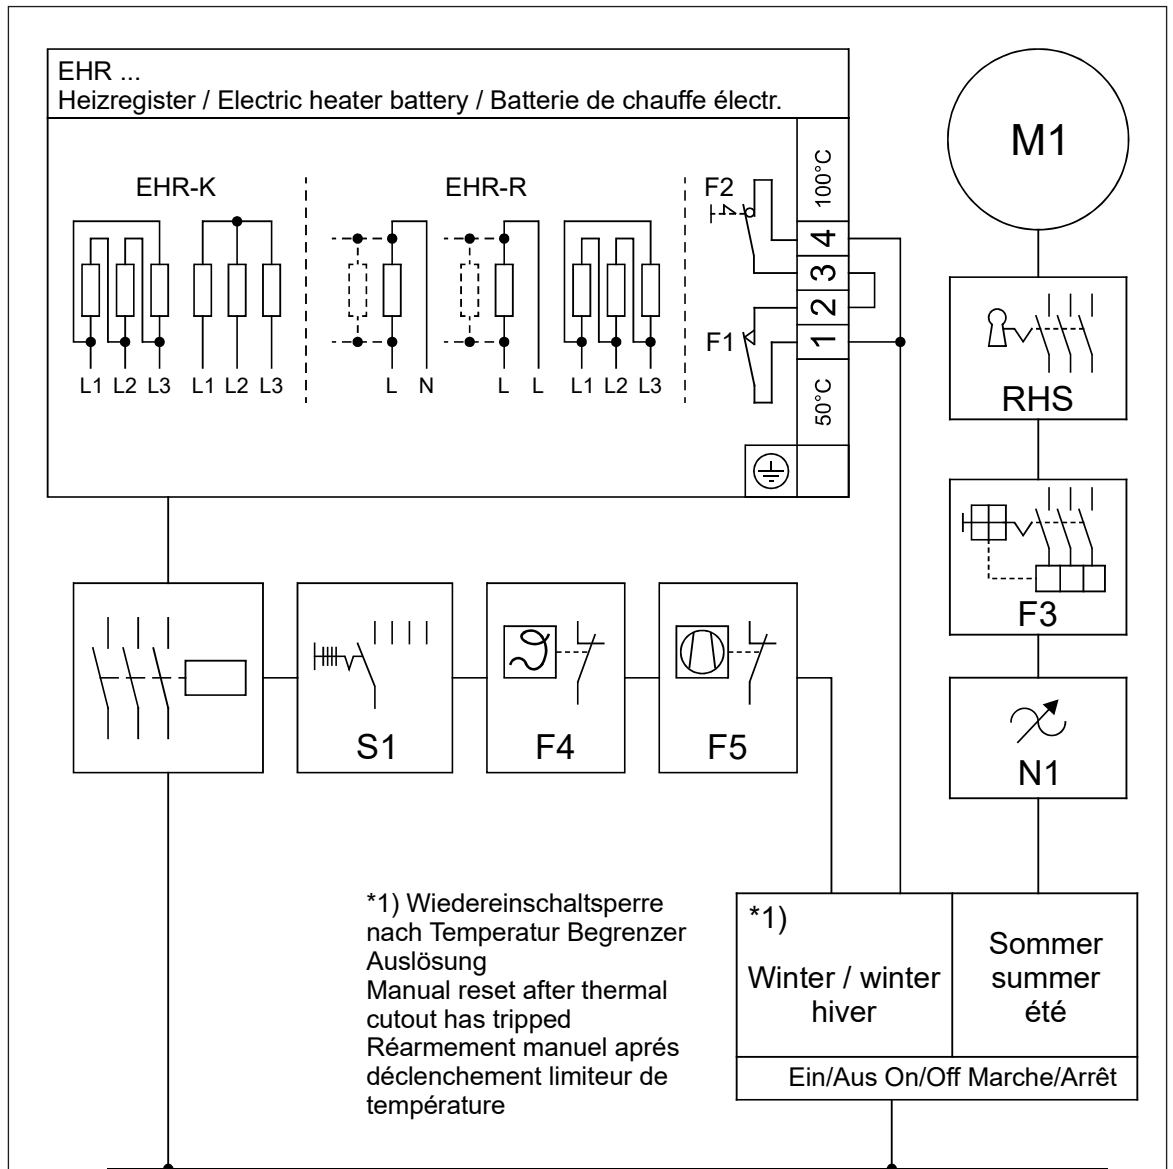 EHR ...
Heizregister / Electric heater battery / Batterie de chauffe électr.
M1
EHR-K
EHR-R
F2
100°C
4
3
2
1
F1
50°C
L1 L2 L3 L1 L2 L3
L N
L L
L1 L2 L3
RHS
F3
S1
F4
F5
N1
*1) Wiedereinschaltsperre
nach Temperatur Begrenzer
Auslösung
Manual reset after thermal
cutout has tripped
Réarmement manuel aprés
déclenchement limiteur de
température
*1)
Winter / winter
hiver
Sommer
summer
été
Ein/Aus On/Off Marche/Arrêt